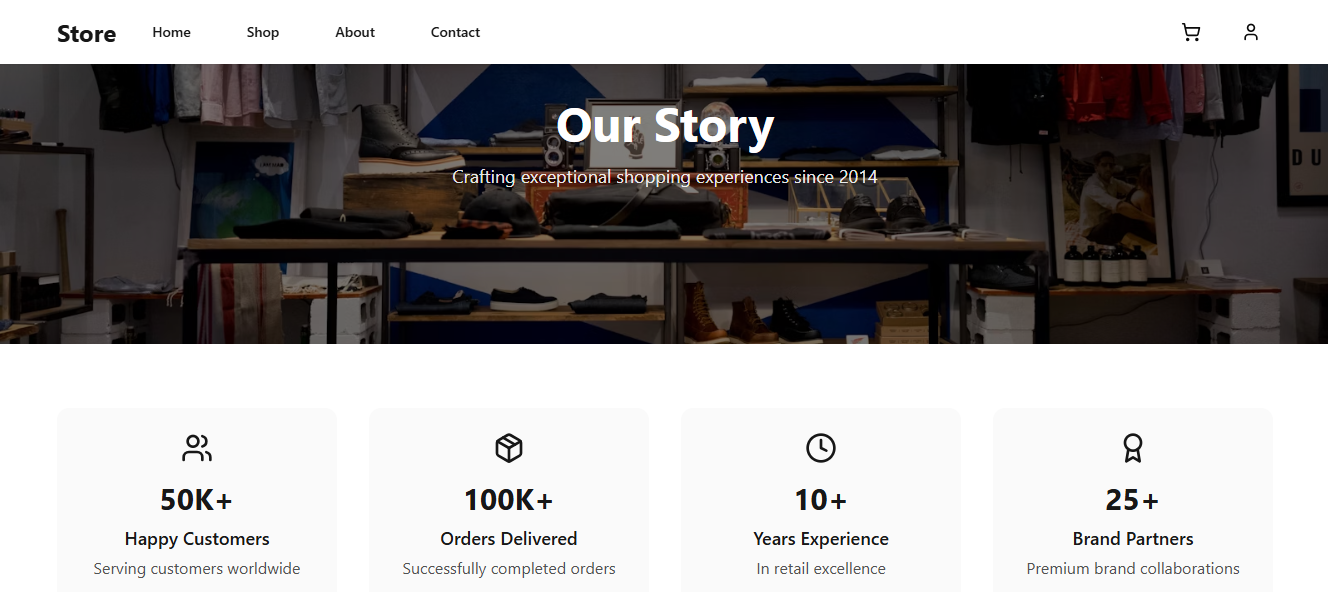 Store Home Shop About Contact
Our Story
Crafting exceptional shopping experiences since 2014
DU
50K+ 100K+ 10+ 25+
Happy Customers Orders Delivered Years Experience Brand Partners
Serving customers worldwide Successfully completed orders In retail excellence Premium brand collaborations